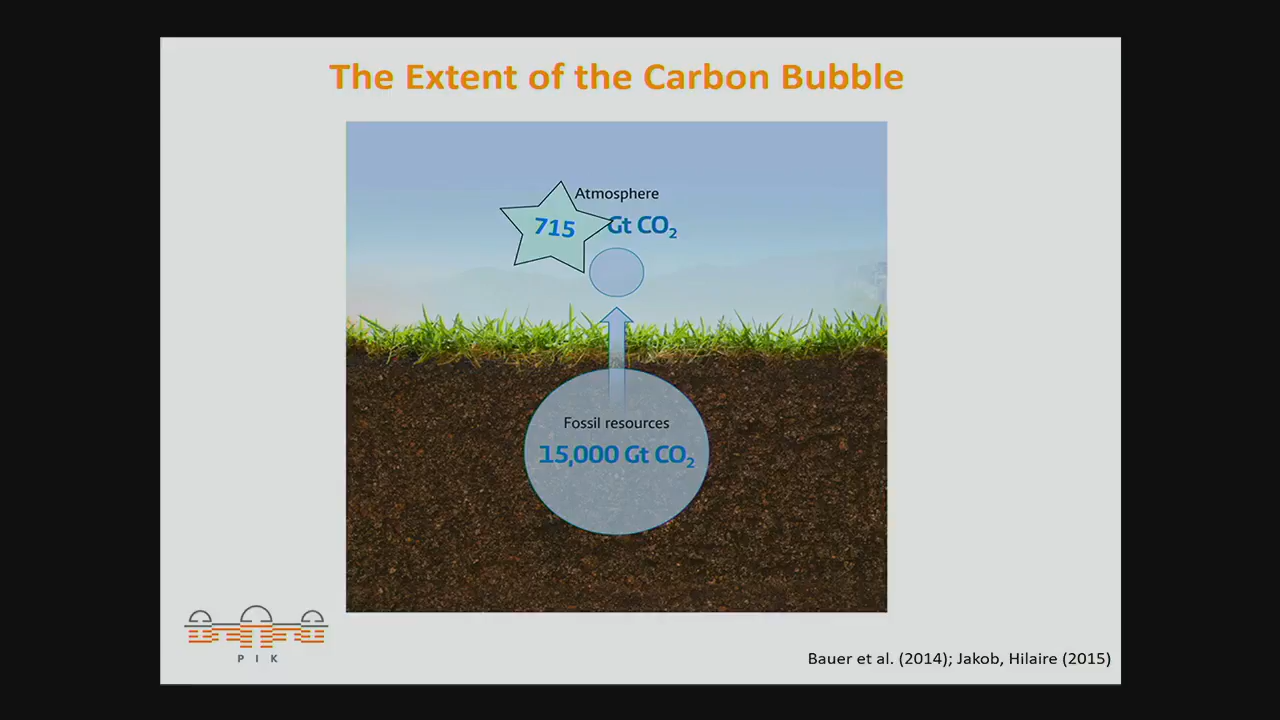 The Extent of the Carbon Bubble
Atmosphere
715 Gt CO₂
Fossil resources
15,000 Gt CO₂
P I K
Bauer et al. (2014); Jakob, Hilaire (2015)